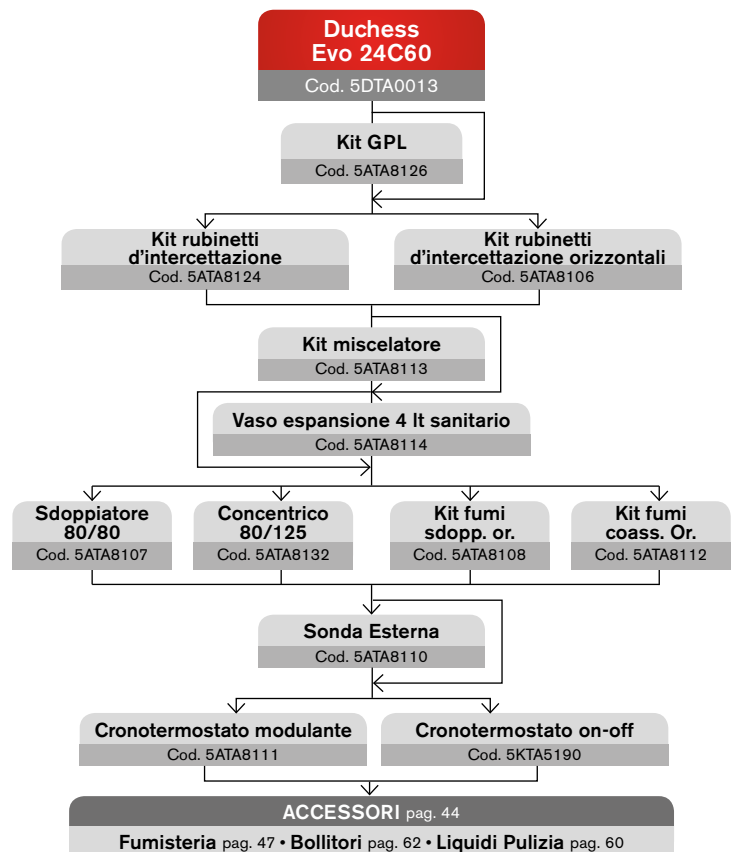 Duchess
Evo 24C60
Cod. 5DTA0013
Kit GPL
Cod. 5ATA8126
Kit rubinetti
d'intercettazione
Cod. 5ATA8124
Kit rubinetti
d'intercettazione orizzontali
Cod. 5ATA8106
Kit miscelatore
Cod. 5ATA8113
Vaso espansione 4 lt sanitario
Cod. 5ATA8114
Sdoppiatore
80/80
Cod. 5ATA8107
Concentrico
80/125
Cod. 5ATA8132
Kit fumi
sdopp. or.
Cod. 5ATA8108
Kit fumi
coass. Or.
Cod. 5ATA8112
Sonda Esterna
Cod. 5ATA8110
Cronotermostato modulante
Cod. 5ATA8111
Cronotermostato on-off
Cod. 5KTA5190
ACCESSORI pag. 44
Fumisteria pag. 47 • Bollitori pag. 62 • Liquidi Pulizia pag. 60